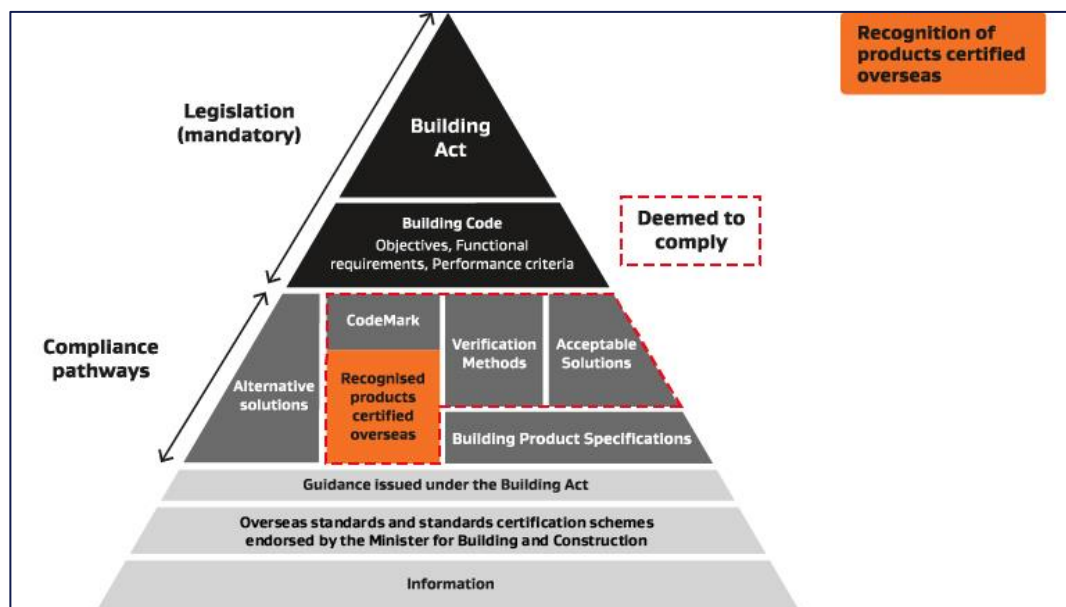 Recognition of
products certified
overseas
Legislation
(mandatory)
Building
Act
Building Code
Objectives, Functional
requirements, Performance criteria
Deemed to
comply
Compliance
pathways
Alternative
solutions
CodeMark
Recognised
products
certified
overseas
Verification
Methods
Acceptable
Solutions
Building Product Specifications
Guidance issued under the Building Act
Overseas standards and standards certification schemes
endorsed by the Minister for Building and Construction
Information